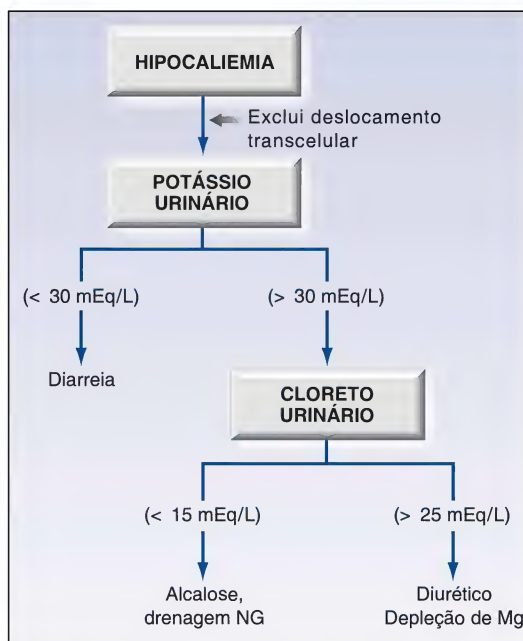 HIPOCALIEMIA
Exclui deslocamento
transcelular
POTÁSSIO
URINÁRIO
(< 30 mEq/L)
(> 30 mEq/L)
Diarreia
CLORETO
URINÁRIO
(< 15 mEq/L)
(> 25 mEq/L)
Alcalose,
drenagem NG
Diurético
Depleção de Mg